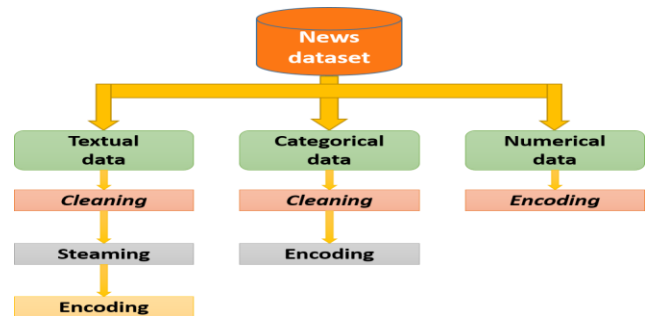 News
dataset
Textual
data
Categorical
data
Numerical
data
Cleaning
Cleaning
Encoding
Steaming
Encoding
Encoding